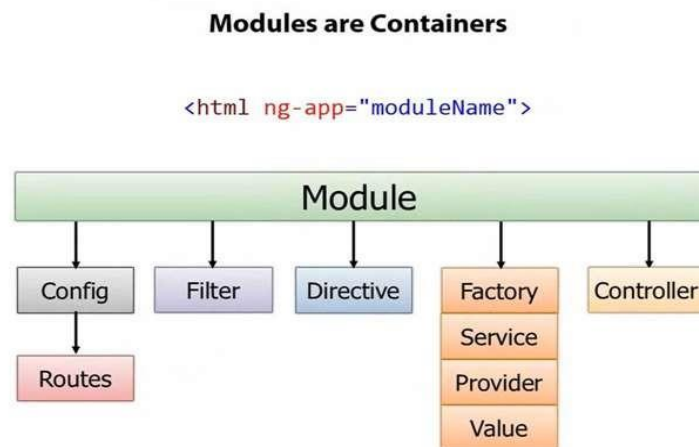 Modules are Containers
<html ng-app="moduleName">
Module
Config
Filter
Directive
Factory
Controller
Service
Routes
Provider
Value